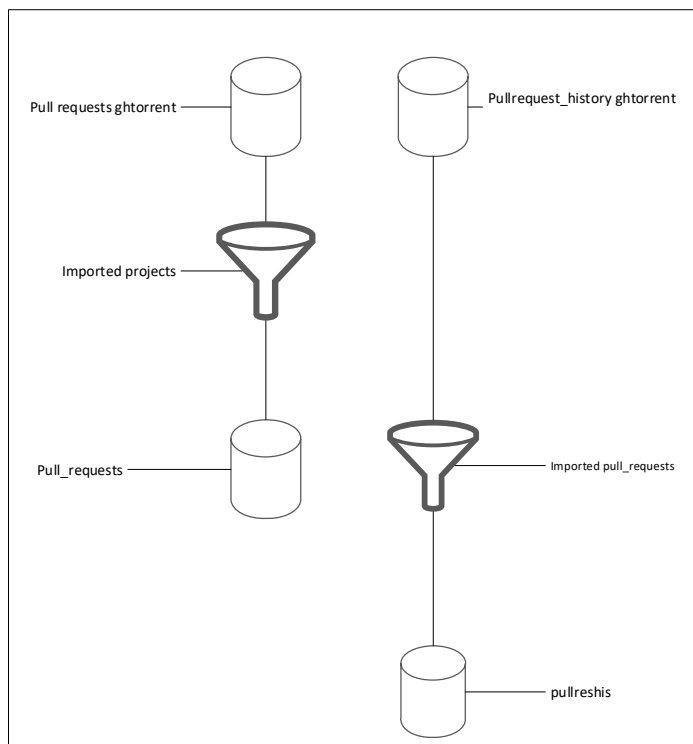 Pull requests ghtorrent
Pullrequest_history ghtorrent
Imported projects
Pull_requests
Imported pull_requests
pullreshis